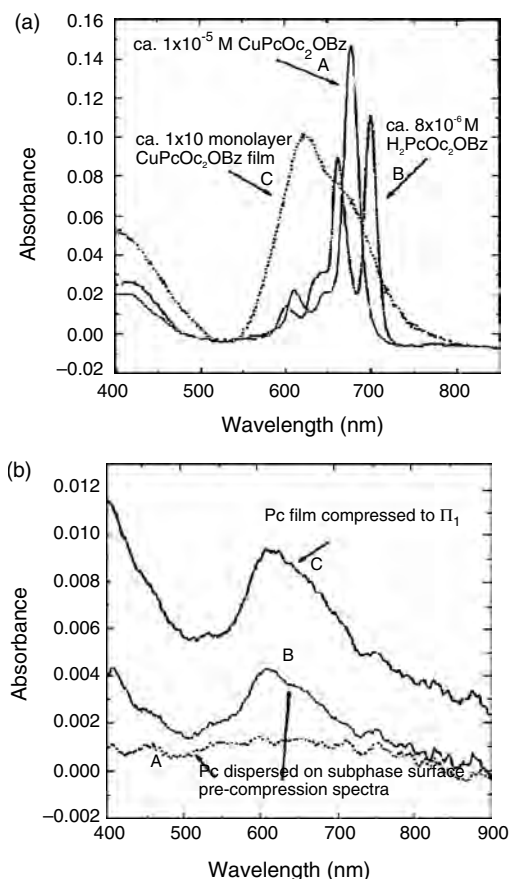 (a)
0.16
0.14
0.12
0.10
0.08
0.06
0.04
0.02
0.00
–0.02
Absorbance
ca. 1x10-5 M CuPcOc2OBz
A
ca. 1x10 monolayer
CuPcOc2OBz film
C
ca. 8x10-6 M
H2PcOc2OBz
B
400
500
600
700
800
Wavelength (nm)
(b)
0.012
0.010
0.008
0.006
0.004
0.002
0.000
–0.002
Absorbance
Pc film compressed to Π1
C
B
A
Pc dispersed on subphase surface
pre-compression spectra
400
500
600
700
800
900
Wavelength (nm)